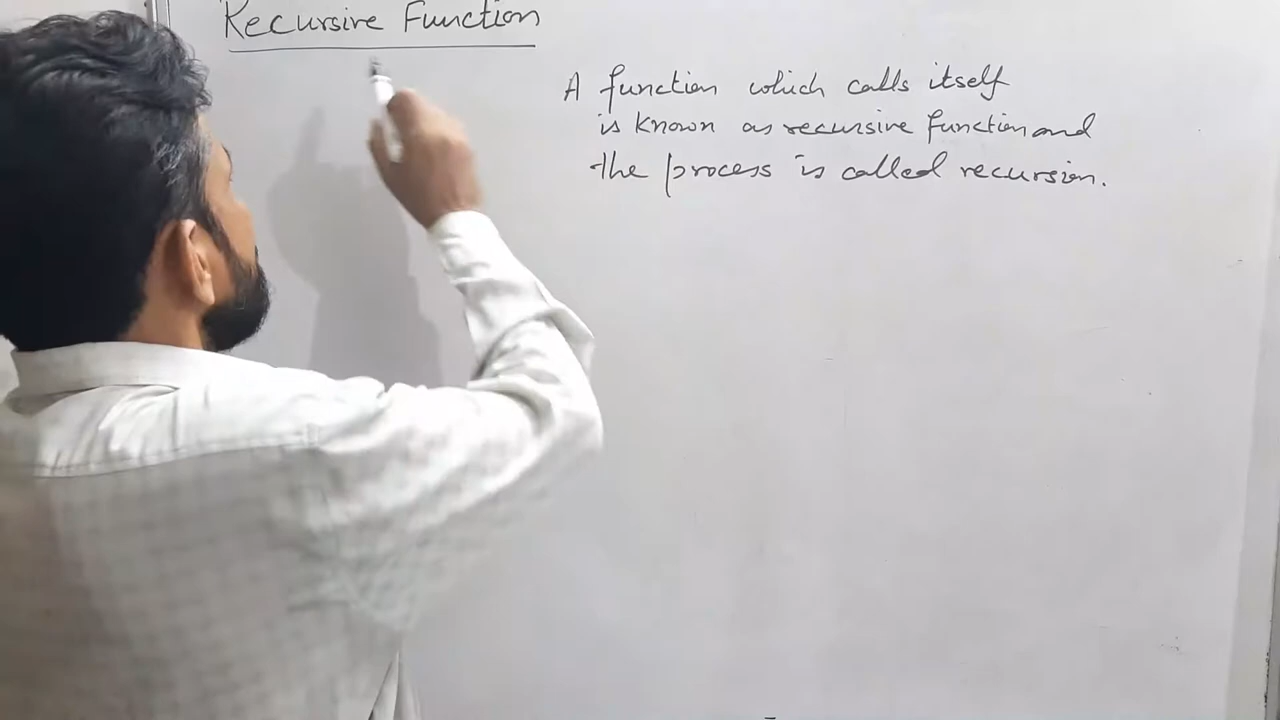 Recursive Function
A function which calls itself
is known as recursive function and
the process is called recursion.